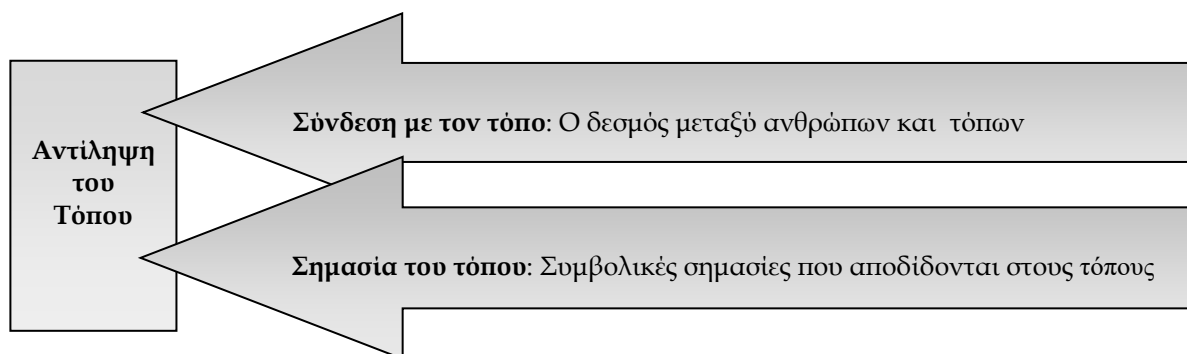 Αντίληψη
του
Τόπου
Σύνδεση με τον τόπο: Ο δεσμός μεταξύ ανθρώπων και τόπων
Σημασία του τόπου: Συμβολικές σημασίες που αποδίδονται στους τόπους